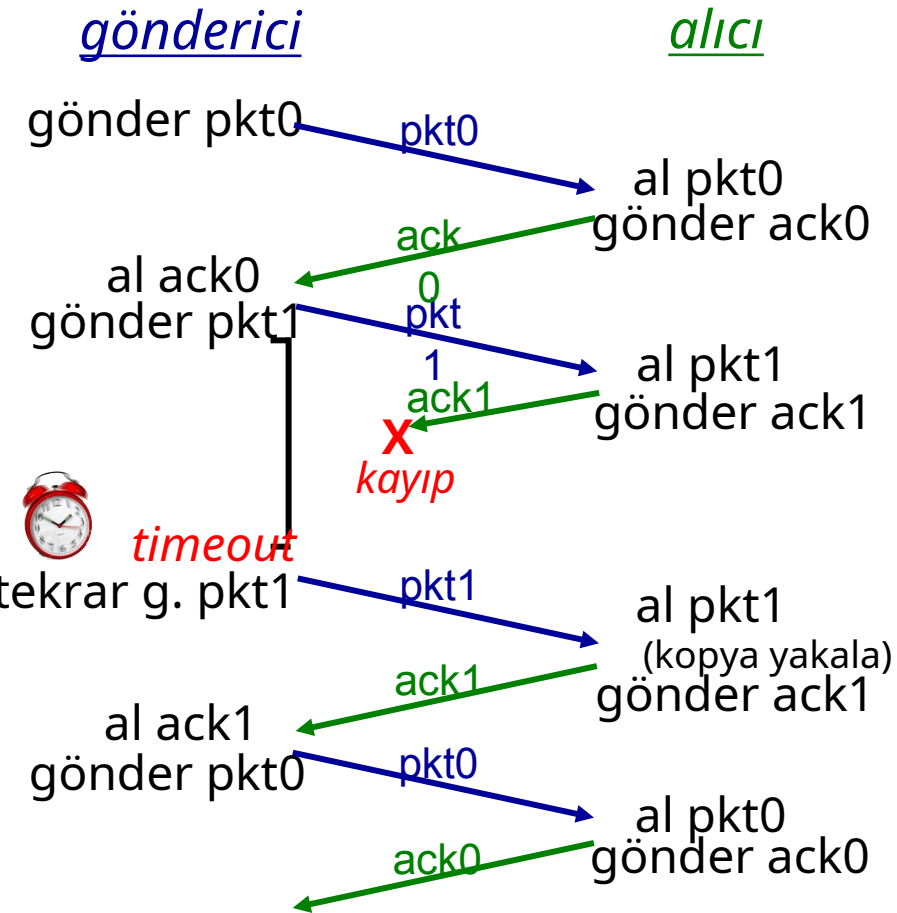 gönderici
alıcı
gönder pkt0
pkt0
al pkt0
gönder ack0
ack
0
al ack0
gönder pkt1
pkt
1
al pkt1
gönder ack1
ack1
X
kayıp
timeout
tekrar g. pkt1
pkt1
al pkt1
(kopya yakala)
gönder ack1
ack1
al ack1
gönder pkt0
pkt0
al pkt0
gönder ack0
ack0